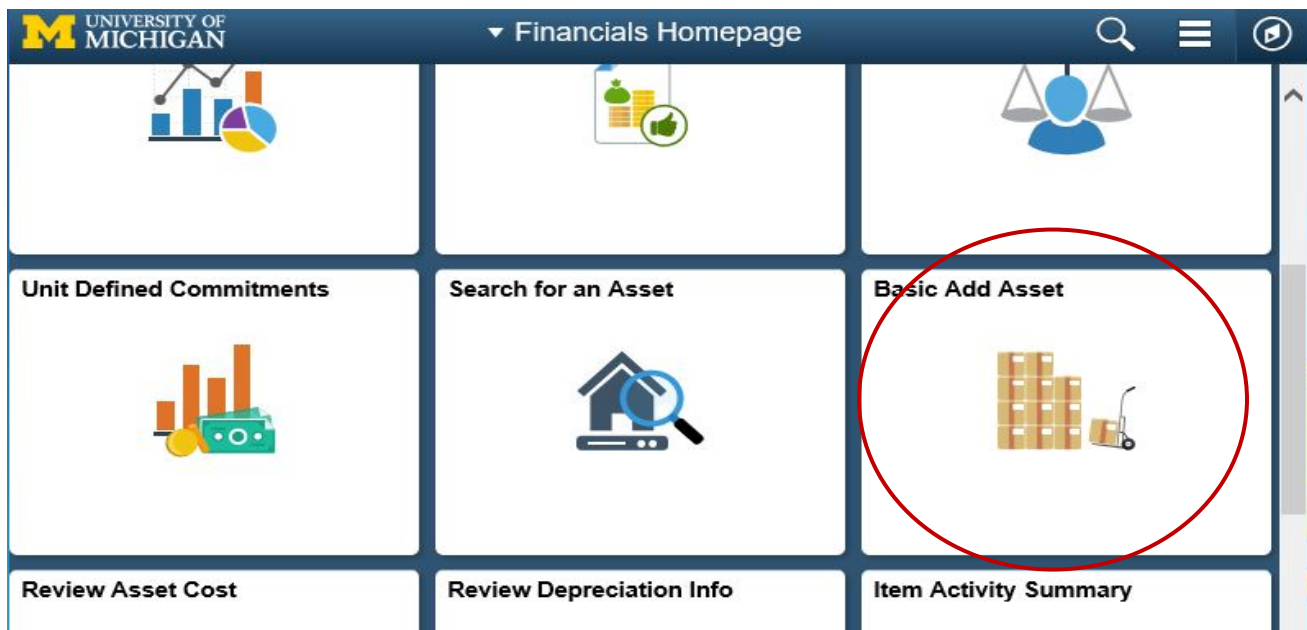 UNIVERSITY OF
MICHIGAN
Financials Homepage
Unit Defined Commitments
Search for an Asset
Basic Add Asset
Review Asset Cost
Review Depreciation Info
Item Activity Summary